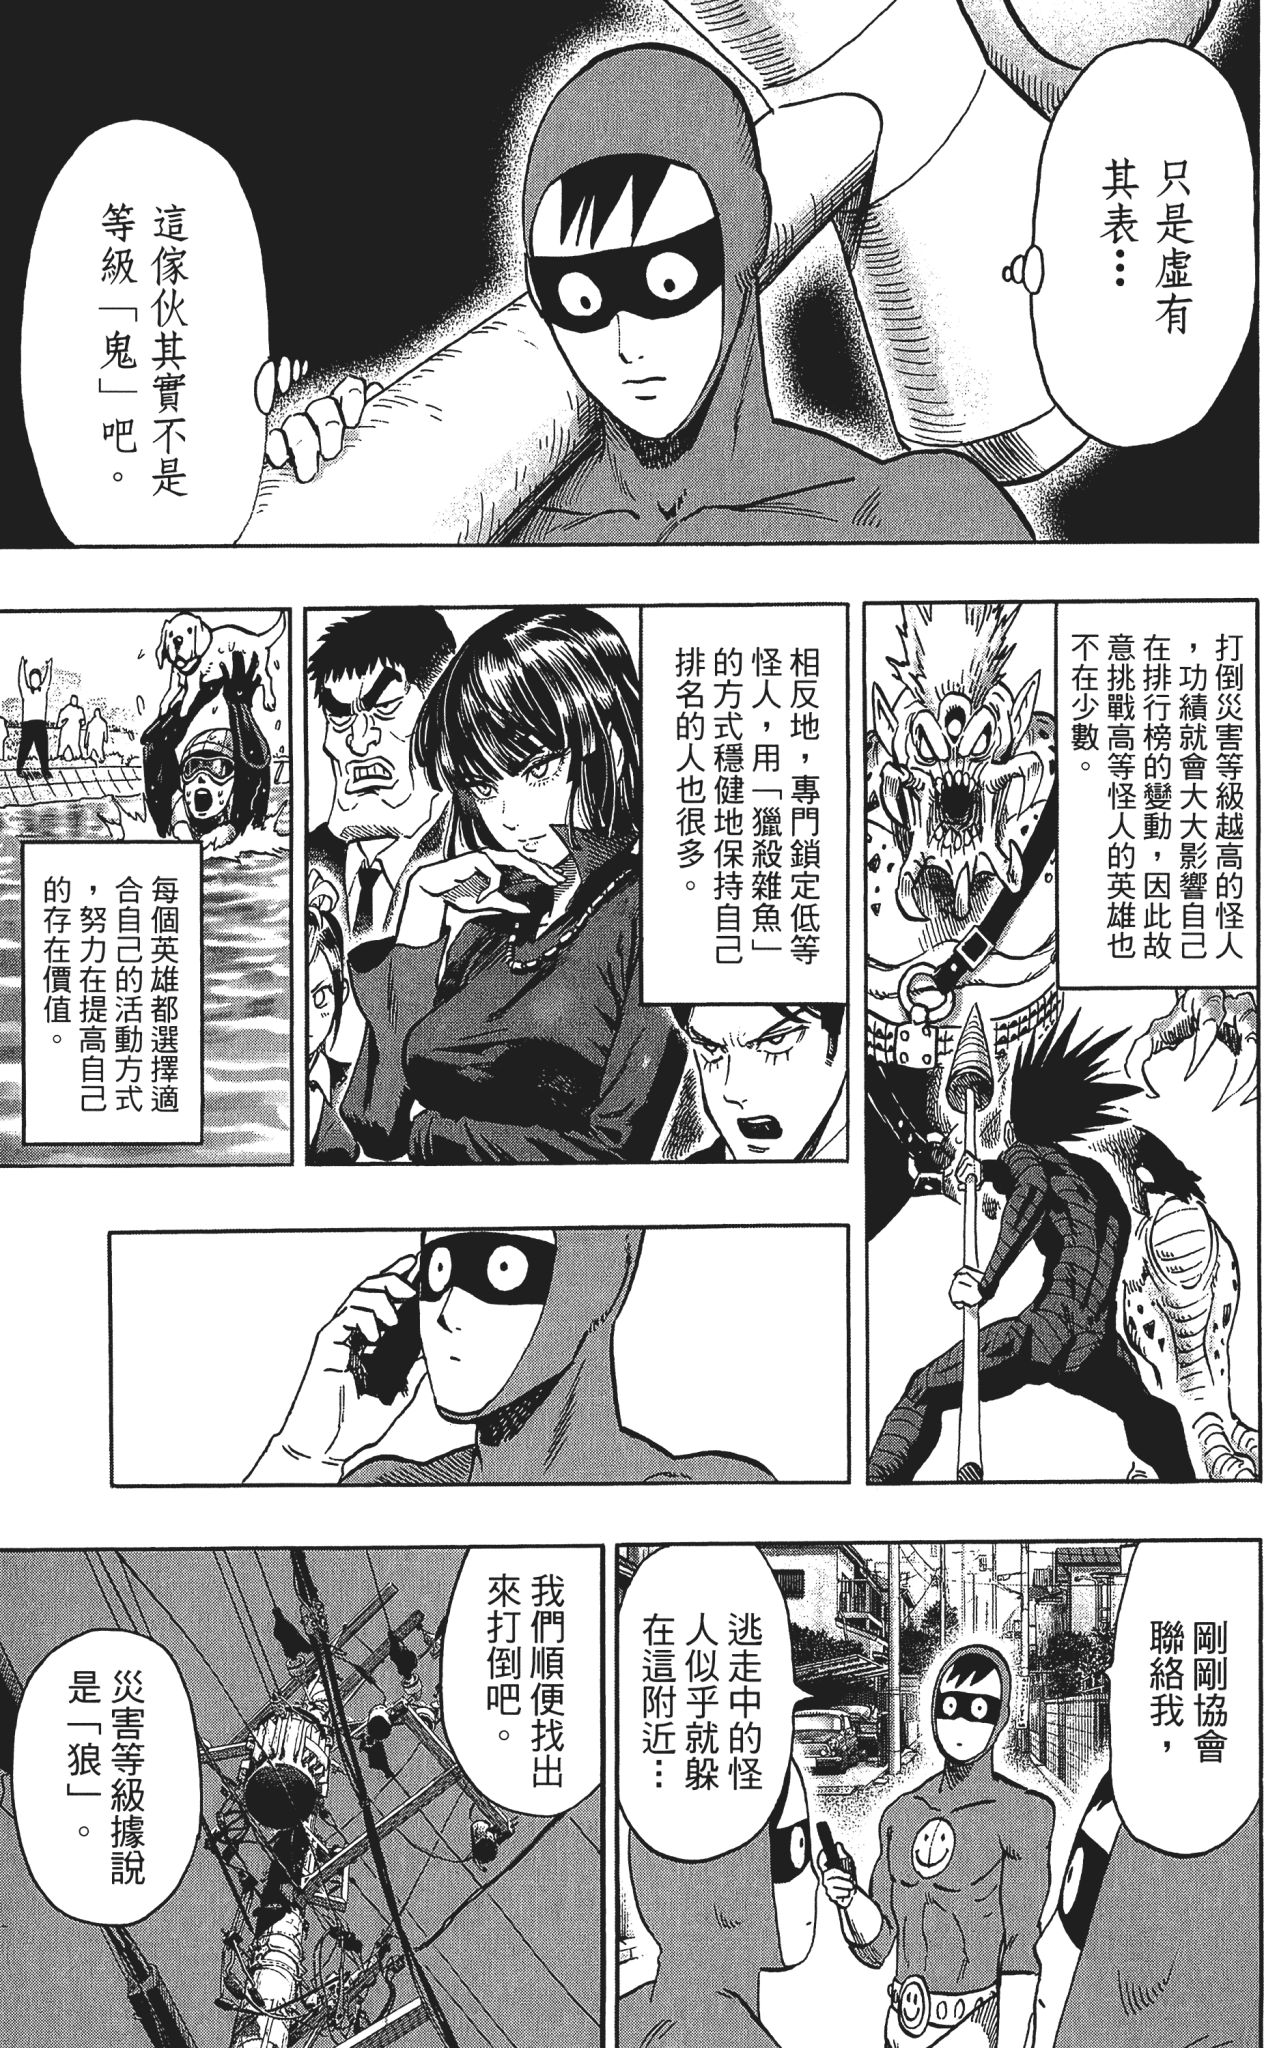 只是虛有
其表…
這傢伙其實不是
等級「鬼」吧。
打倒災害等級越高的怪人
，功績就會大大影響自己
在排行榜的變動，因此故
意挑戰高等怪人的英雄也
不在少數。
相反地，專門鎖定低等
怪人，用「獵殺雜魚」
的方式穩健地保持自己
排名的人也很多。
每個英雄都選擇適
合自己的活動方式
，努力在提高自己
的存在價值。
剛剛協會
聯絡我，
逃走中的怪
人似乎就躲
在這附近…
我們順便找出
來打倒吧。
災害等級據說
是「狼」。